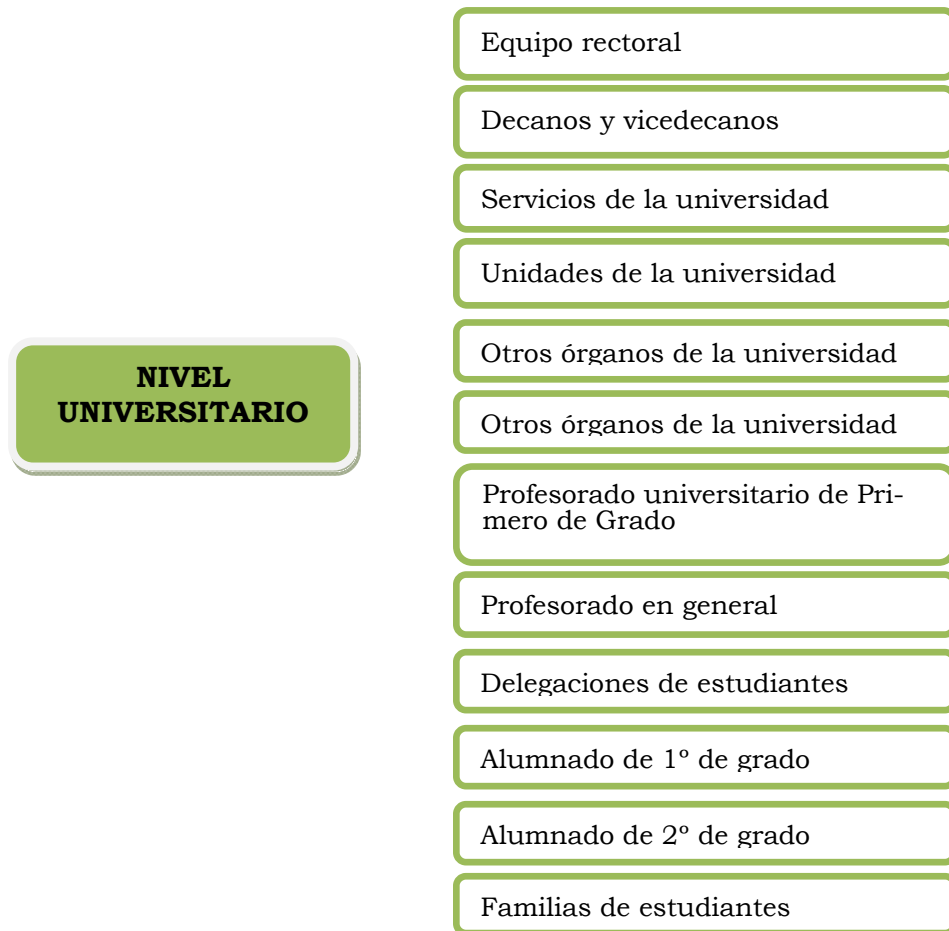 Equipo rectoral
Decanos y vicedecanos
Servicios de la universidad
Unidades de la universidad
NIVEL
UNIVERSITARIO
Otros órganos de la universidad
Otros órganos de la universidad
Profesorado universitario de Pri-
mero de Grado
Profesorado en general
Delegaciones de estudiantes
Alumnado de 1º de grado
Alumnado de 2º de grado
Familias de estudiantes